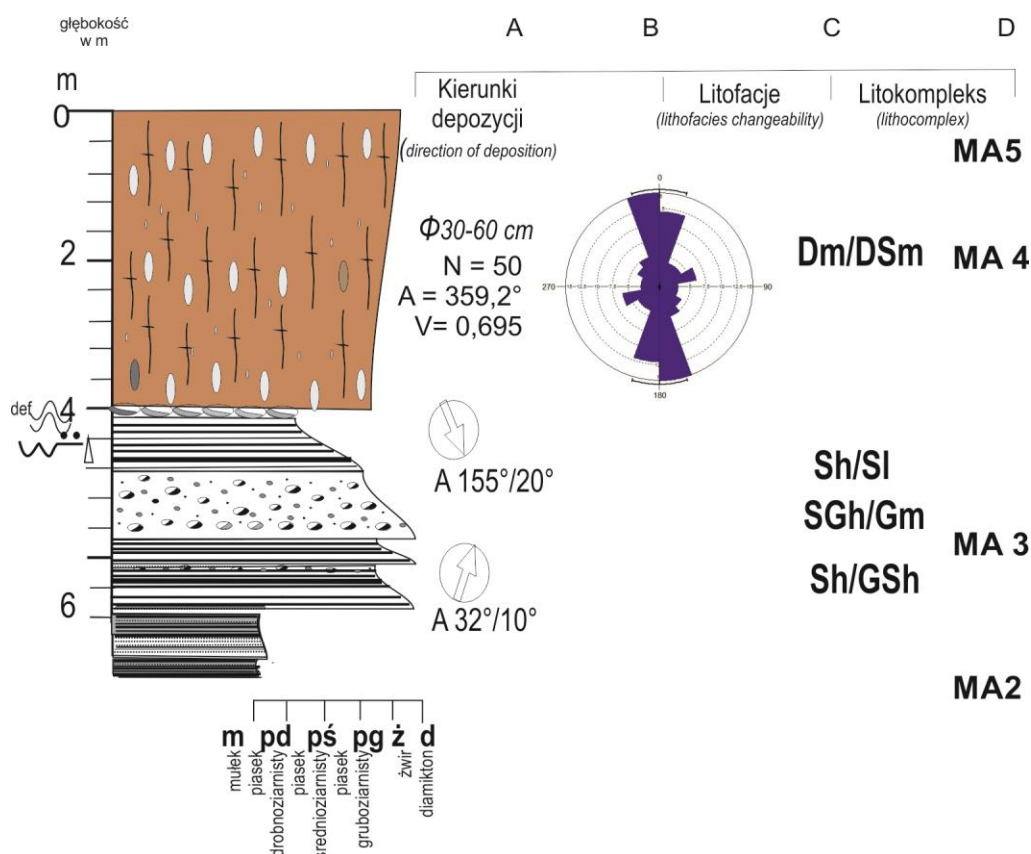 głębokość
w m
A
B
C
D
m
Kierunki
depozycji
(direction of deposition)
Litofacje
(lithofacies changeability)
Litokompleks
(lithocomplex)
0
MA5
Φ30-60 cm
N = 50
A = 359,2°
V= 0,695
0
270
90
180
Dm/DSm
MA 4
2
4
def
A 155°/20°
Sh/Sl
SGh/Gm
MA 3
Sh/GSh
6
A 32°/10°
MA2
m
pd
pś
pg
ż
d
mułek
piasek
drobnoziarnisty
piasek
średnioziarnisty
piasek
gruboziarnisty
żwir
diamikton